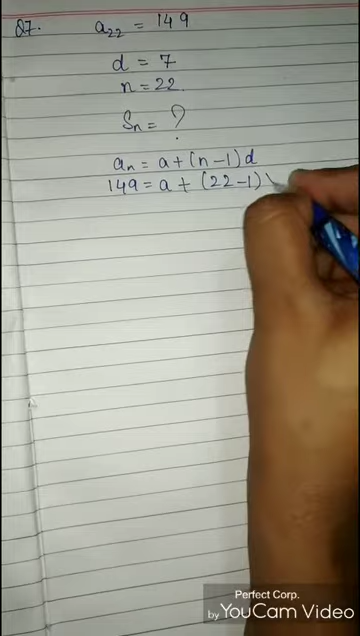 Q7. a₂₂ = 149
d = 7
n = 22.
Sₙ = ?
aₙ = a + (n-1) d
149 = a + (22-1)
Perfect Corp.
by YouCam Video